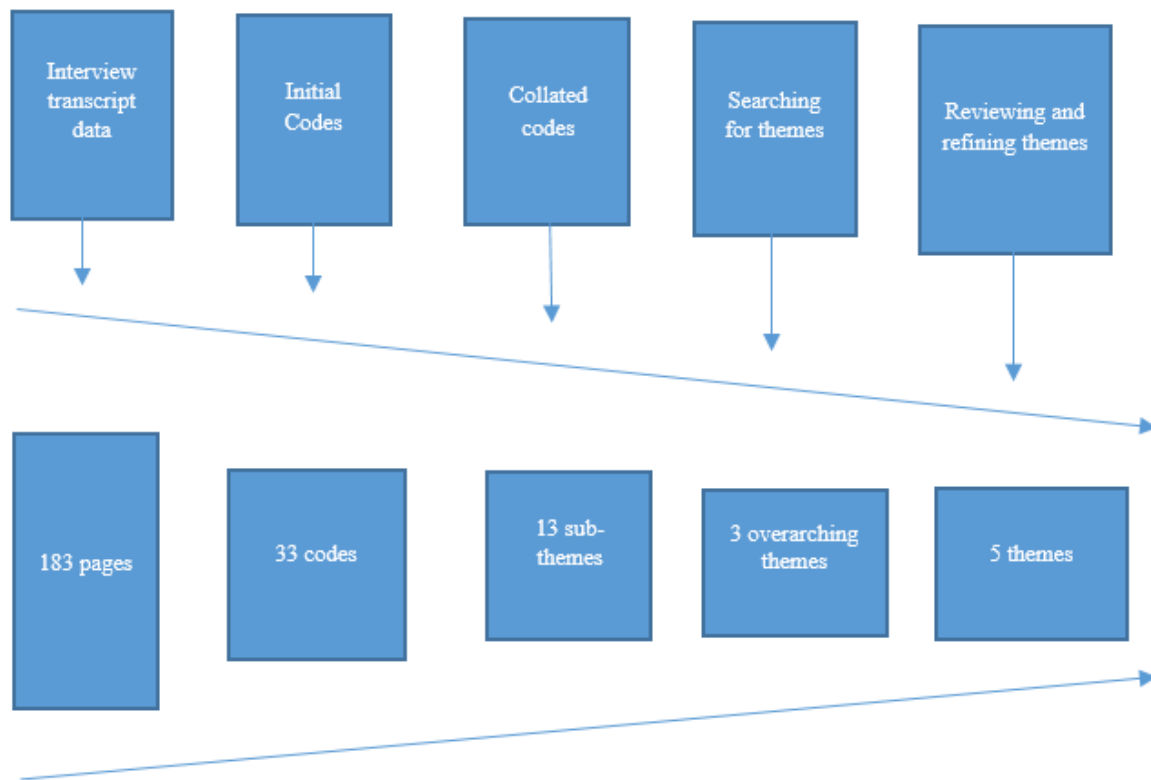 Interview
transcript
data
Initial
Codes
Collated
codes
Searching
for themes
Reviewing and
refining themes
183 pages
33 codes
13 sub-
themes
3 overarching
themes
5 themes